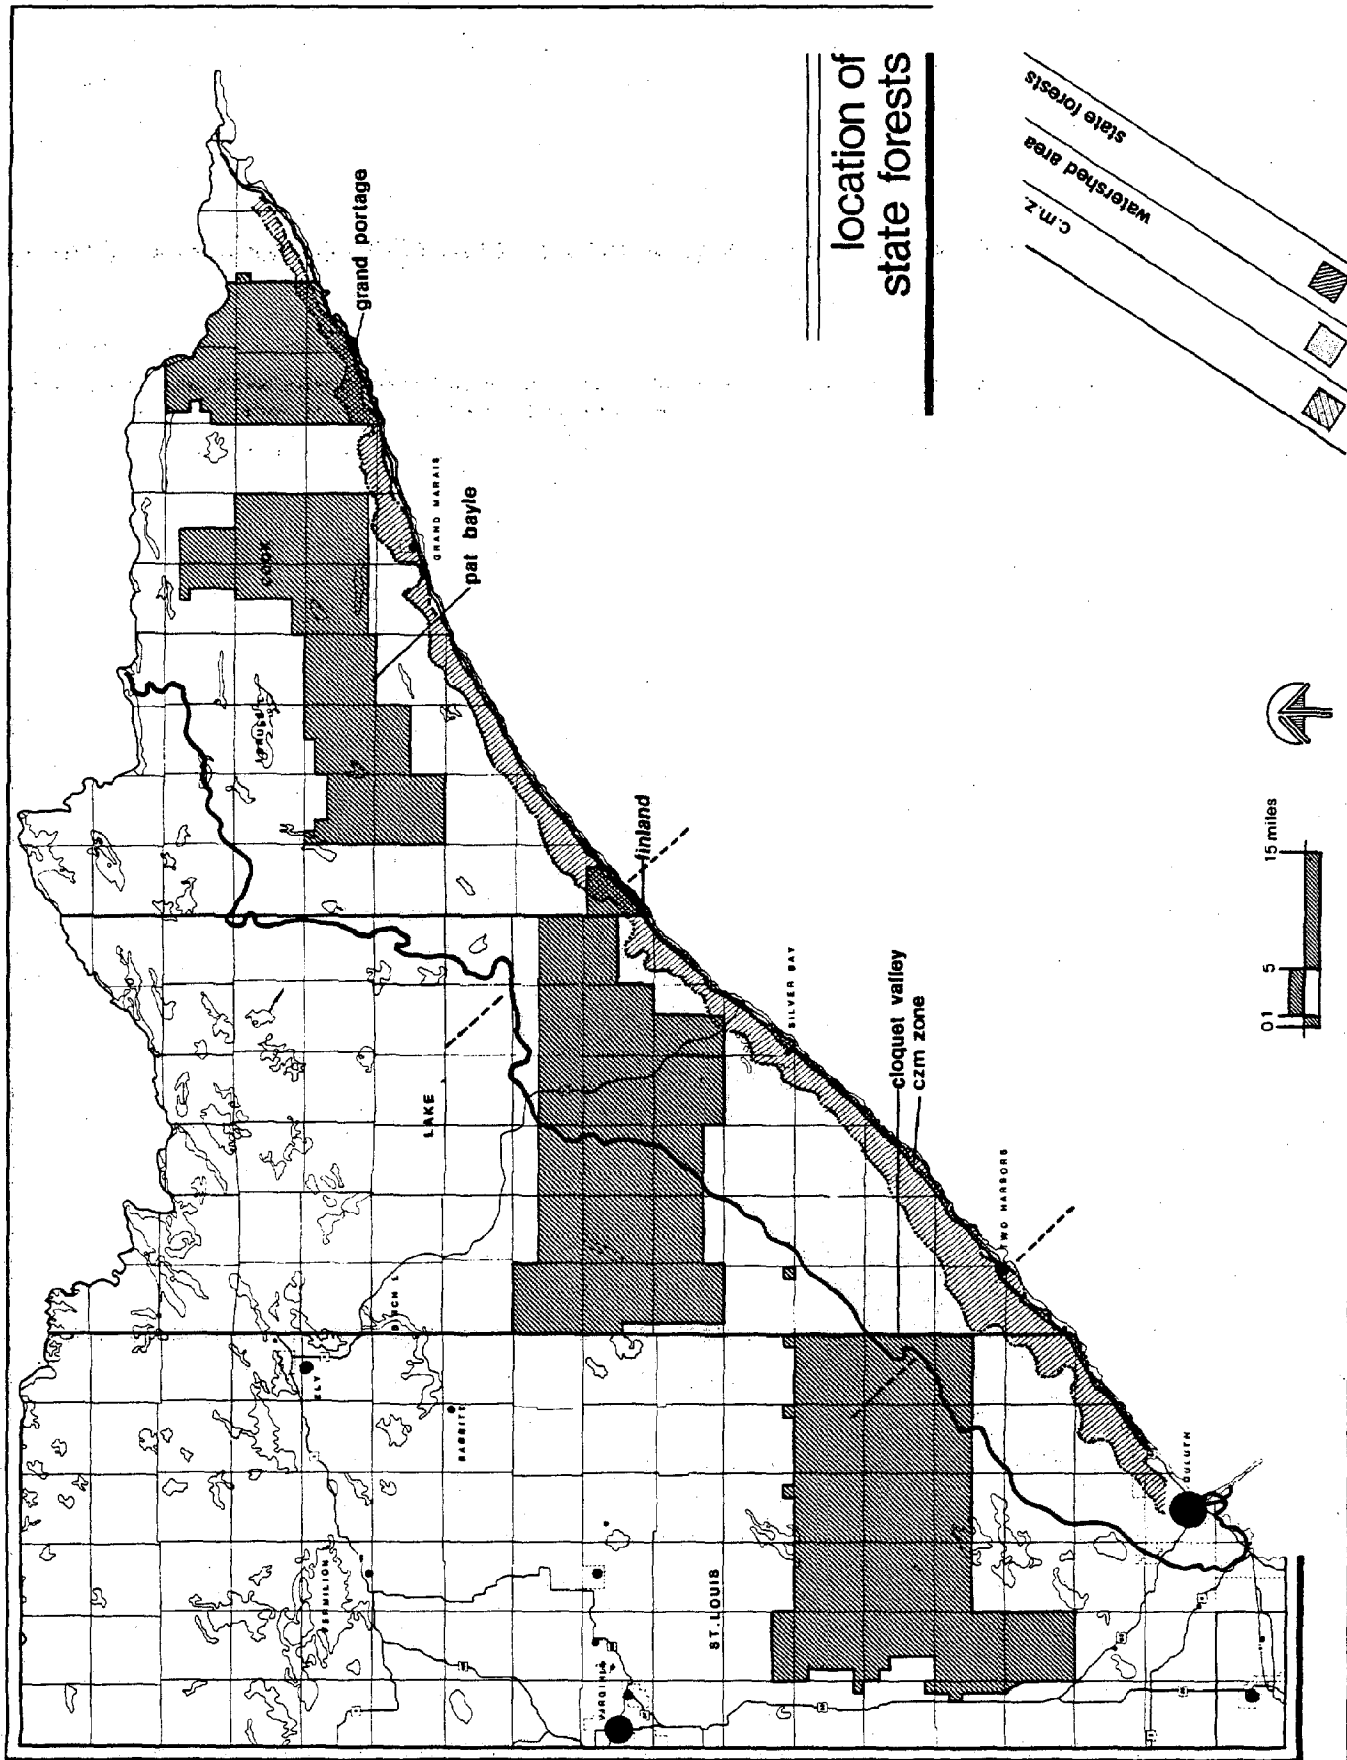 location of
state forests
state forests
watershed area
c.m.z.
grand portage
GRAND MARAIS
pat bayle
COOK
finland
SILVER BAY
cloquet valley
czm zone
TWO HARBORS
LAKE
BIRCH L
ELY
BABBITT
VERMILION
ST. LOUIS
VIRGINIA
DULUTH
0 1 5 15 miles